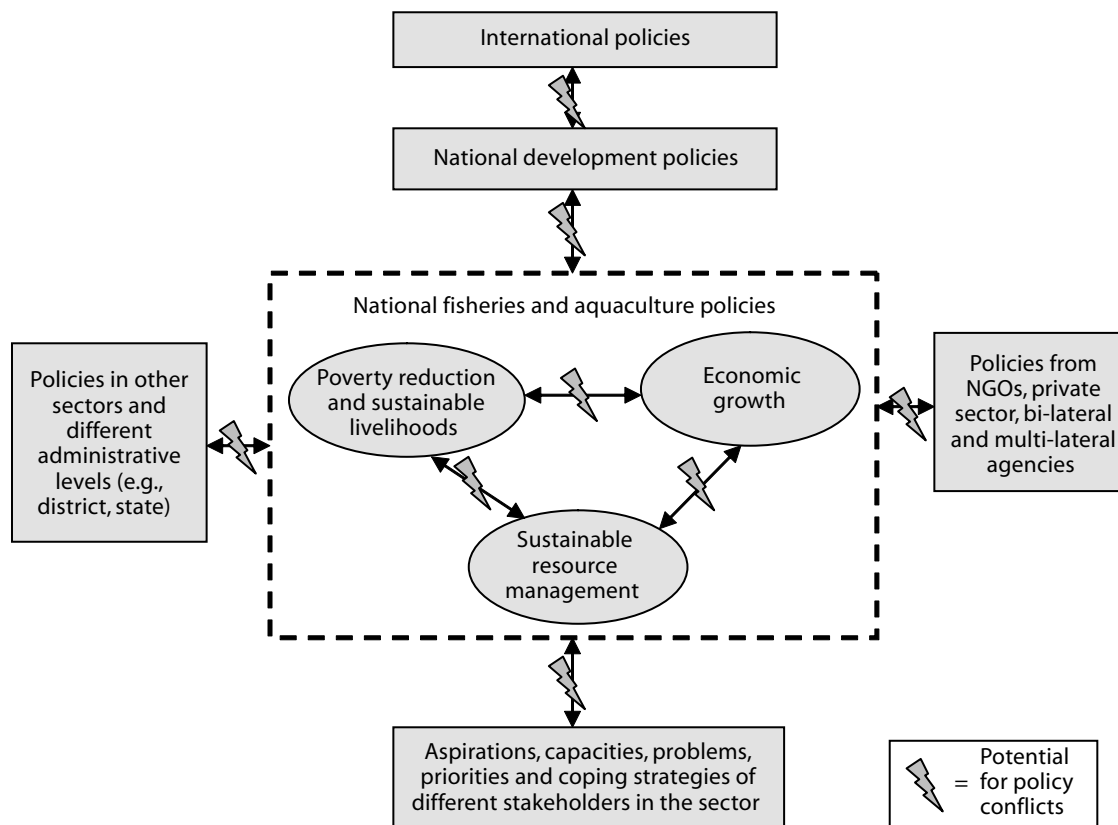 International policies
National development policies
National fisheries and aquaculture policies
Poverty reduction
and sustainable
livelihoods
Economic
growth
Sustainable
resource
management
Policies in other
sectors and
different
administrative
levels (e.g.,
district, state)
Policies from
NGOs, private
sector, bi-lateral
and multi-lateral
agencies
Aspirations, capacities, problems,
priorities and coping strategies of
different stakeholders in the sector
= Potential
for policy
conflicts